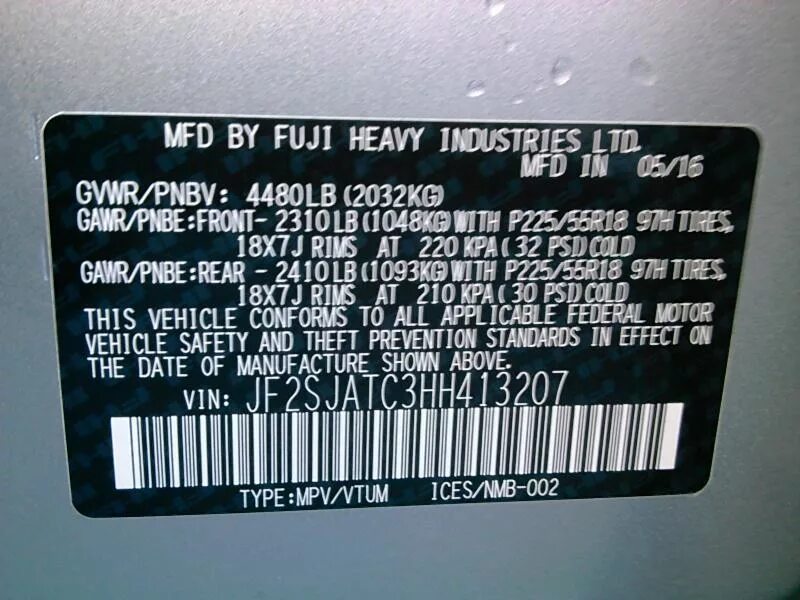 MFD BY FUJI HEAVY INDUSTRIES LTD.
MFD IN 05/16
GVWR/PNBV: 4480LB(2032KG)
GAWR/PNBE:FRONT- 2310LB(1048KG)WITH P225/55R18 97H TIRES,
18X7J RIMS AT 220 KPA(32 PSI)COLD
GAWR/PNBE:REAR - 2410LB(1093KG)WITH P225/55R18 97H TIRES,
18X7J RIMS AT 210 KPA(30 PSI)COLD
THIS VEHICLE CONFORMS TO ALL APPLICABLE FEDERAL MOTOR
VEHICLE SAFETY AND THEFT PREVENTION STANDARDS IN EFFECT ON
THE DATE OF MANUFACTURE SHOWN ABOVE.
VIN: JF2SJATC3HH413207
TYPE:MPV/VTUM ICES/NMB-002